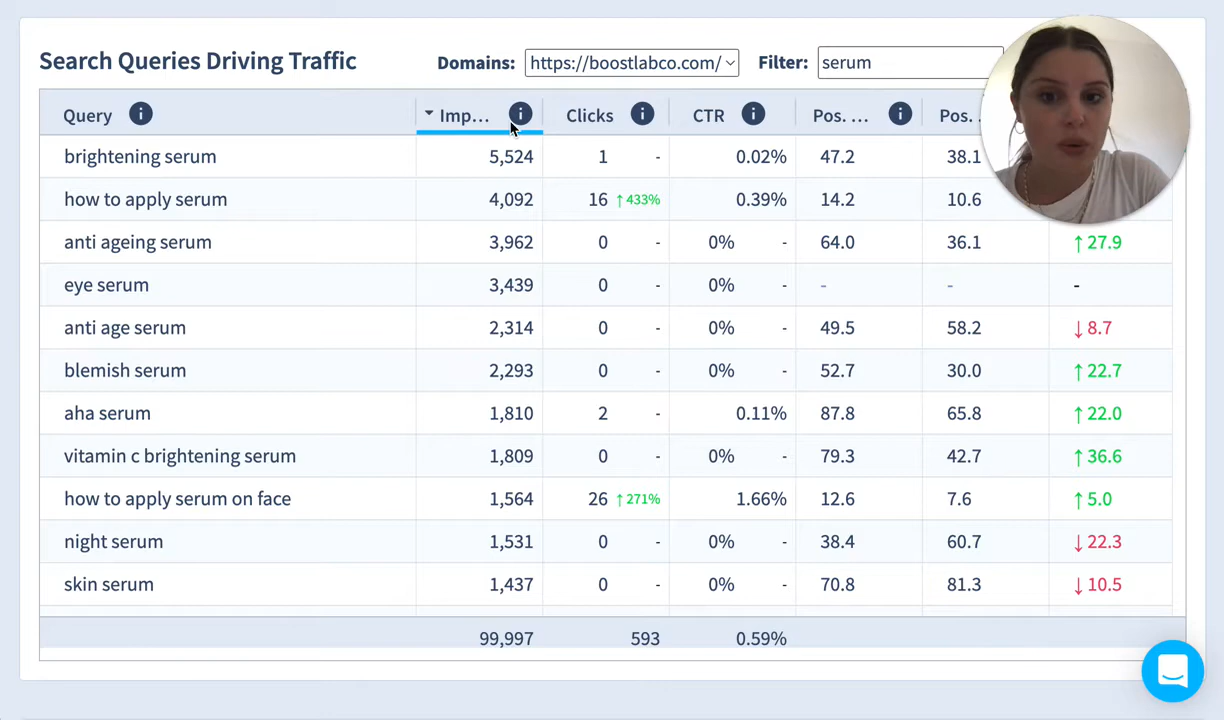 Search Queries Driving Traffic Domains: https://boostlabco.com/ Filter: serum
Query Imp... Clicks CTR Pos. ... Pos. .
brightening serum 5,524 1 - 0.02% 47.2 38.1
how to apply serum 4,092 16 ↑433% 0.39% 14.2 10.6
anti ageing serum 3,962 0 - 0% - 64.0 36.1 ↑27.9
eye serum 3,439 0 - 0% - - - -
anti age serum 2,314 0 - 0% - 49.5 58.2 ↓8.7
blemish serum 2,293 0 - 0% - 52.7 30.0 ↑22.7
aha serum 1,810 2 - 0.11% 87.8 65.8 ↑22.0
vitamin c brightening serum 1,809 0 - 0% - 79.3 42.7 ↑36.6
how to apply serum on face 1,564 26 ↑271% 1.66% 12.6 7.6 ↑5.0
night serum 1,531 0 - 0% - 38.4 60.7 ↓22.3
skin serum 1,437 0 - 0% - 70.8 81.3 ↓10.5
99,997 593 0.59%